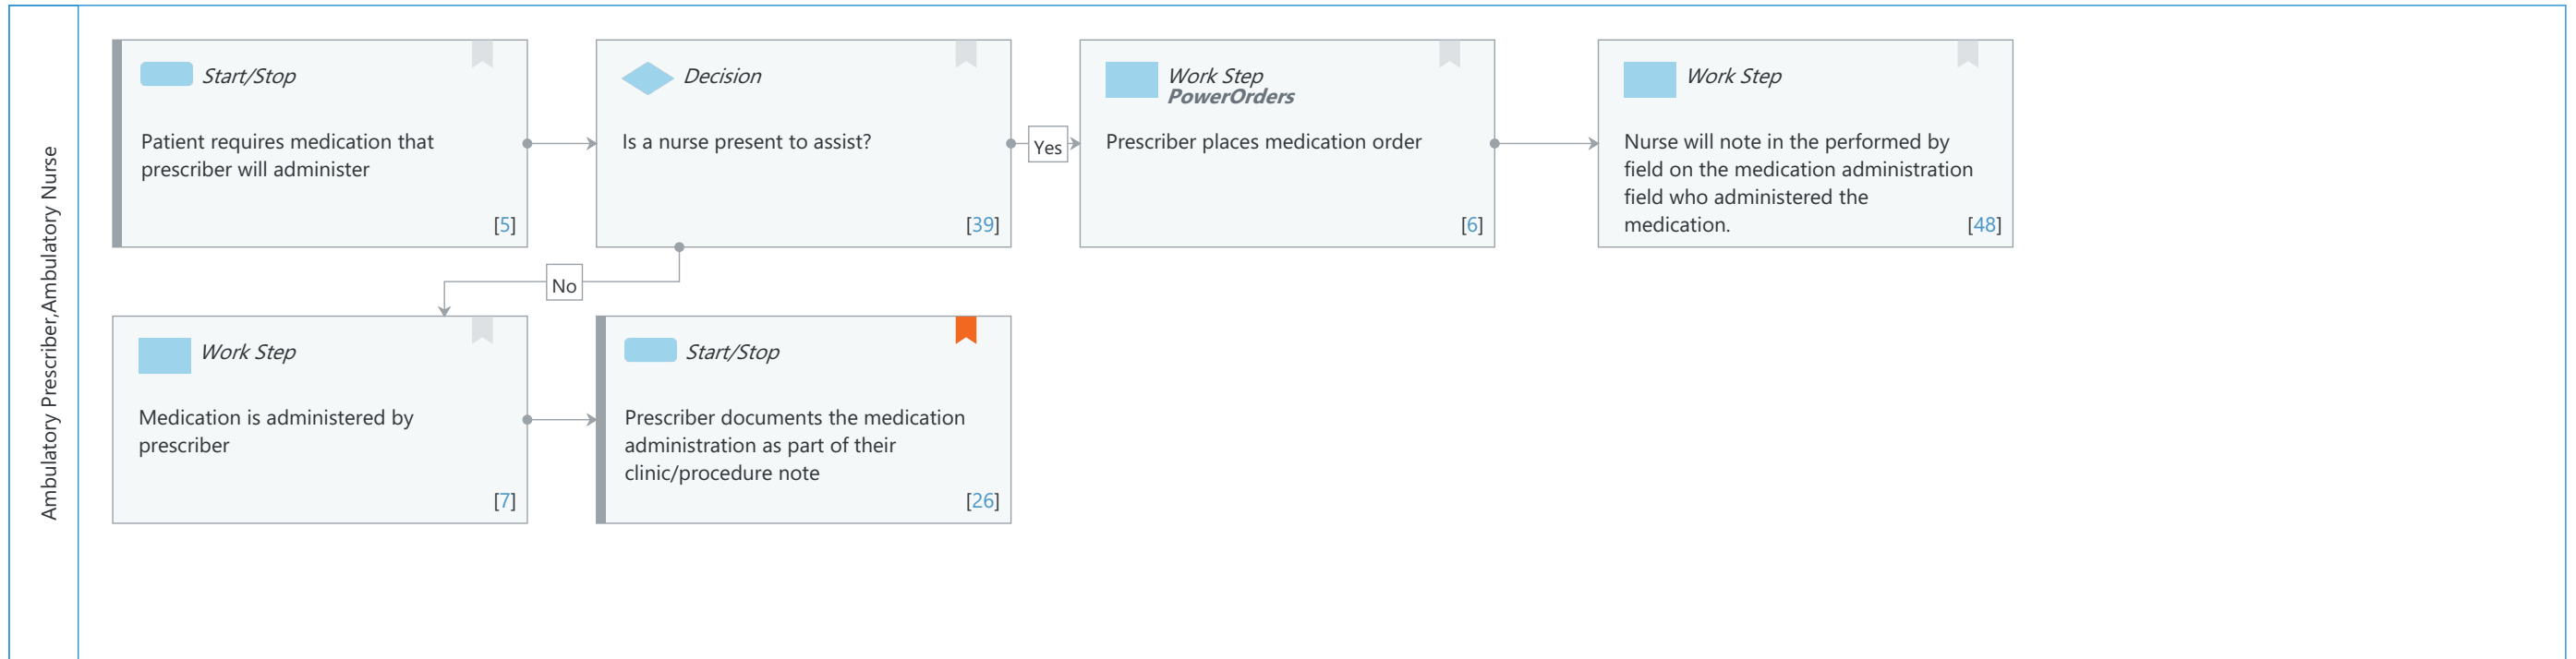 Ambulatory Prescriber,Ambulatory Nurse
Start/Stop
Patient requires medication that
prescriber will administer
[5]
Decision
Is a nurse present to assist?
[39]
Yes
Work Step
PowerOrders
Prescriber places medication order
[6]
Work Step
Nurse will note in the performed by
field on the medication administration
field who administered the
medication.
[48]
No
Work Step
Medication is administered by
prescriber
[7]
Start/Stop
Prescriber documents the medication
administration as part of their
clinic/procedure note
[26]